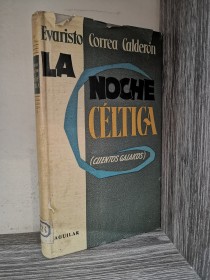 Evaristo Correa Calderón
LA
NOCHE
CÉLTICA
(CUENTOS GALAICOS)
AGUILAR